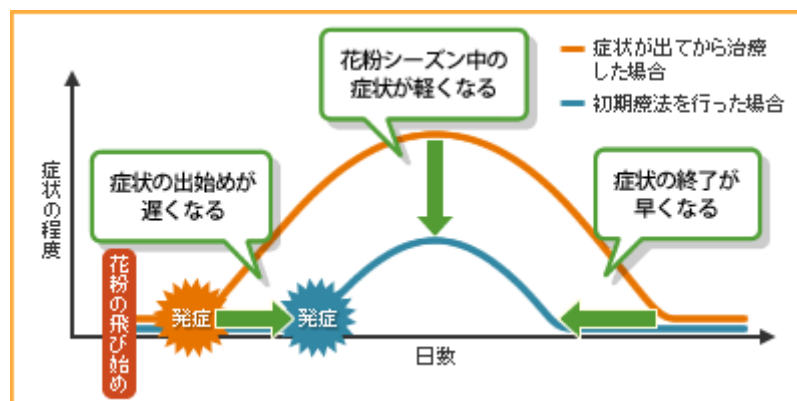 花粉シーズン中の
症状が軽くなる
症状が出てから治療
した場合
初期療法を行った場合
症状の程度
症状の出始めが
遅くなる
症状の終了が
早くなる
花粉の飛び始め
発症
発症
日数